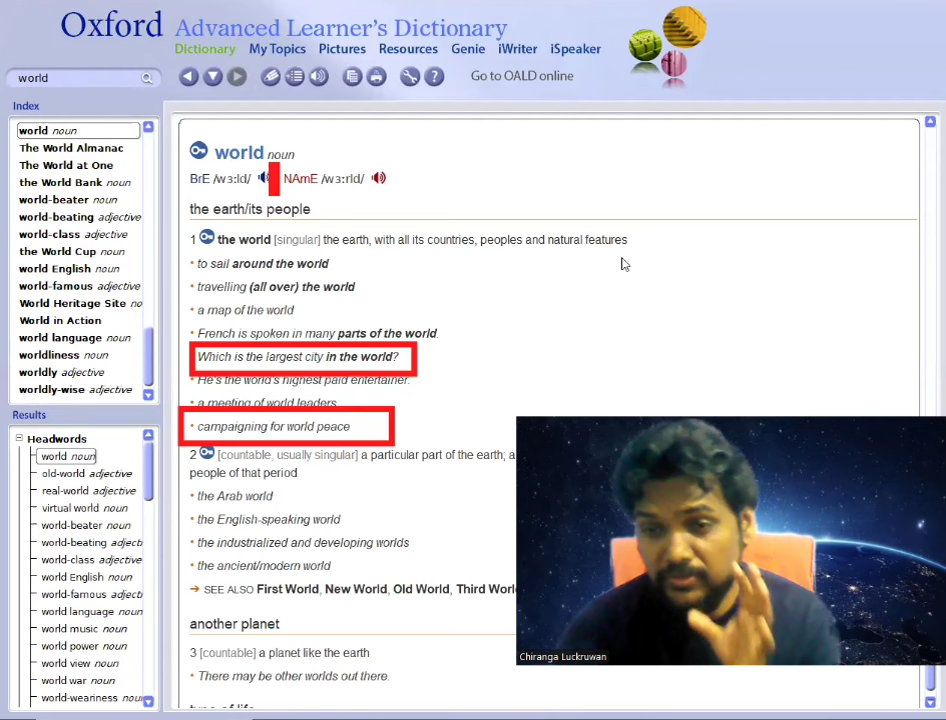 Oxford Advanced Learner's Dictionary
Dictionary My Topics Pictures Resources Genie iWriter iSpeaker
world
Go to OALD online
Index
world noun
The World Almanac
The World at One
the World Bank noun
world-beater noun
world-beating adjective
world-class adjective
the World Cup noun
world English noun
world-famous adjective
World Heritage Site no
World in Action
world language noun
worldliness noun
worldly adjective
worldly-wise adjective
Results
Headwords
world noun
old-world adjective
real-world adjective
virtual world noun
world-beater noun
world-beating adjecti
world-class adjective
world English noun
world-famous adjecti
world language noun
world music noun
world power noun
world view noun
world war noun
world-weariness noun
world noun
BrE /wɜːld/ NAmE /wɜːrld/
the earth/its people
1 the world [singular] the earth, with all its countries, peoples and natural features
• to sail around the world
• travelling (all over) the world
• a map of the world
• French is spoken in many parts of the world.
Which is the largest city in the world?
• He's the world's highest paid entertainer.
• a meeting of world leaders
• campaigning for world peace
2 [countable, usually singular] a particular part of the earth; a
people of that period
• the Arab world
• the English-speaking world
• the industrialized and developing worlds
• the ancient/modern world
➔ SEE ALSO First World, New World, Old World, Third Worl
another planet
3 [countable] a planet like the earth
• There may be other worlds out there.
type of life
Chiranga Luckruwan